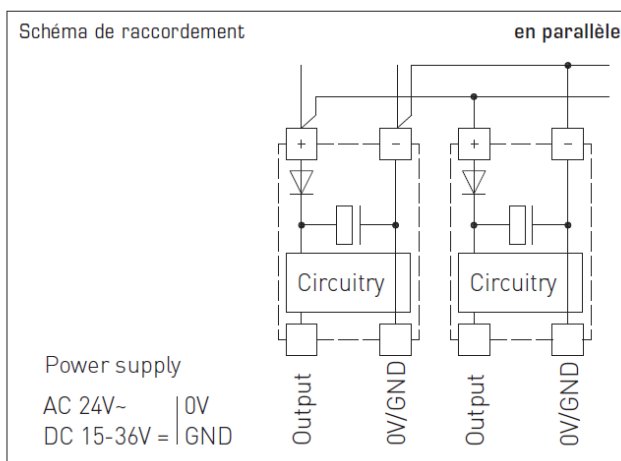 Schéma de raccordement
en parallèle
+ − + −
Circuitry Circuitry
Power supply
AC 24V~ | 0V
DC 15-36V = | GND
Output
0V/GND
Output
0V/GND